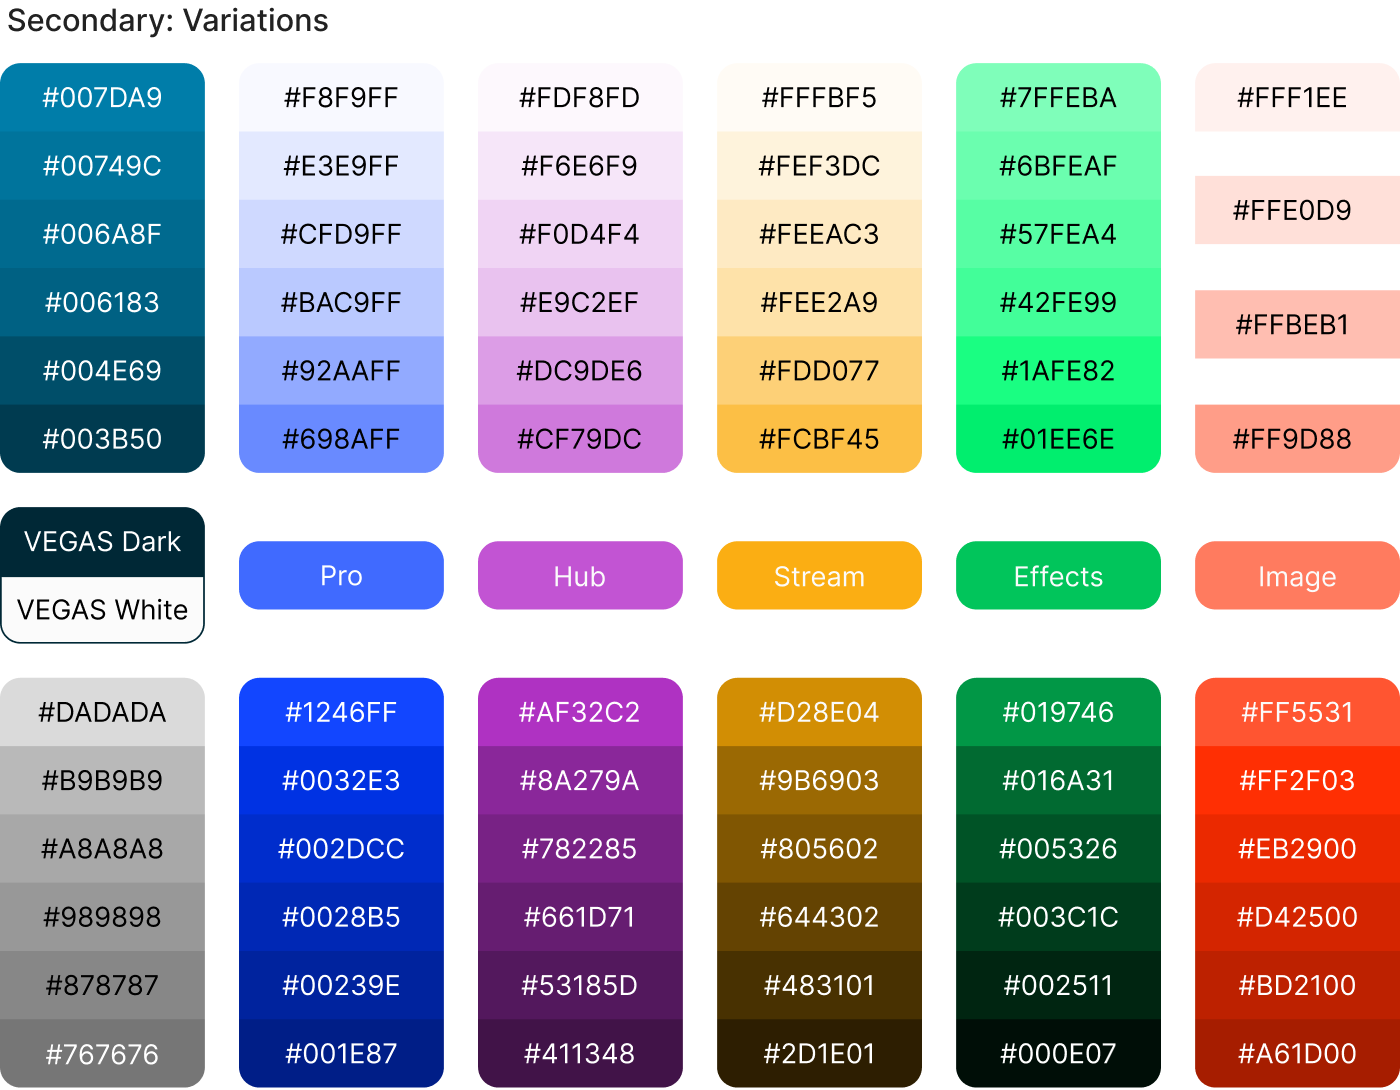 Secondary: Variations
#007DA9
#00749C
#006A8F
#006183
#004E69
#003B50
VEGAS Dark
VEGAS White
#DADADA
#B9B9B9
#A8A8A8
#989898
#878787
#767676
#F8F9FF
#E3E9FF
#CFD9FF
#BAC9FF
#92AAFF
#698AFF
Pro
#1246FF
#0032E3
#002DCC
#0028B5
#00239E
#001E87
#FDF8FD
#F6E6F9
#F0D4F4
#E9C2EF
#DC9DE6
#CF79DC
Hub
#AF32C2
#8A279A
#782285
#661D71
#53185D
#411348
#FFFBF5
#FEF3DC
#FEEAC3
#FEE2A9
#FDD077
#FCBF45
Stream
#D28E04
#9B6903
#805602
#644302
#483101
#2D1E01
#7FFEBA
#6BFEAF
#57FEA4
#42FE99
#1AFE82
#01EE6E
Effects
#019746
#016A31
#005326
#003C1C
#002511
#000E07
#FFF1EE
#FFE0D9
#FFBEB1
#FF9D88
Image
#FF5531
#FF2F03
#EB2900
#D42500
#BD2100
#A61D00